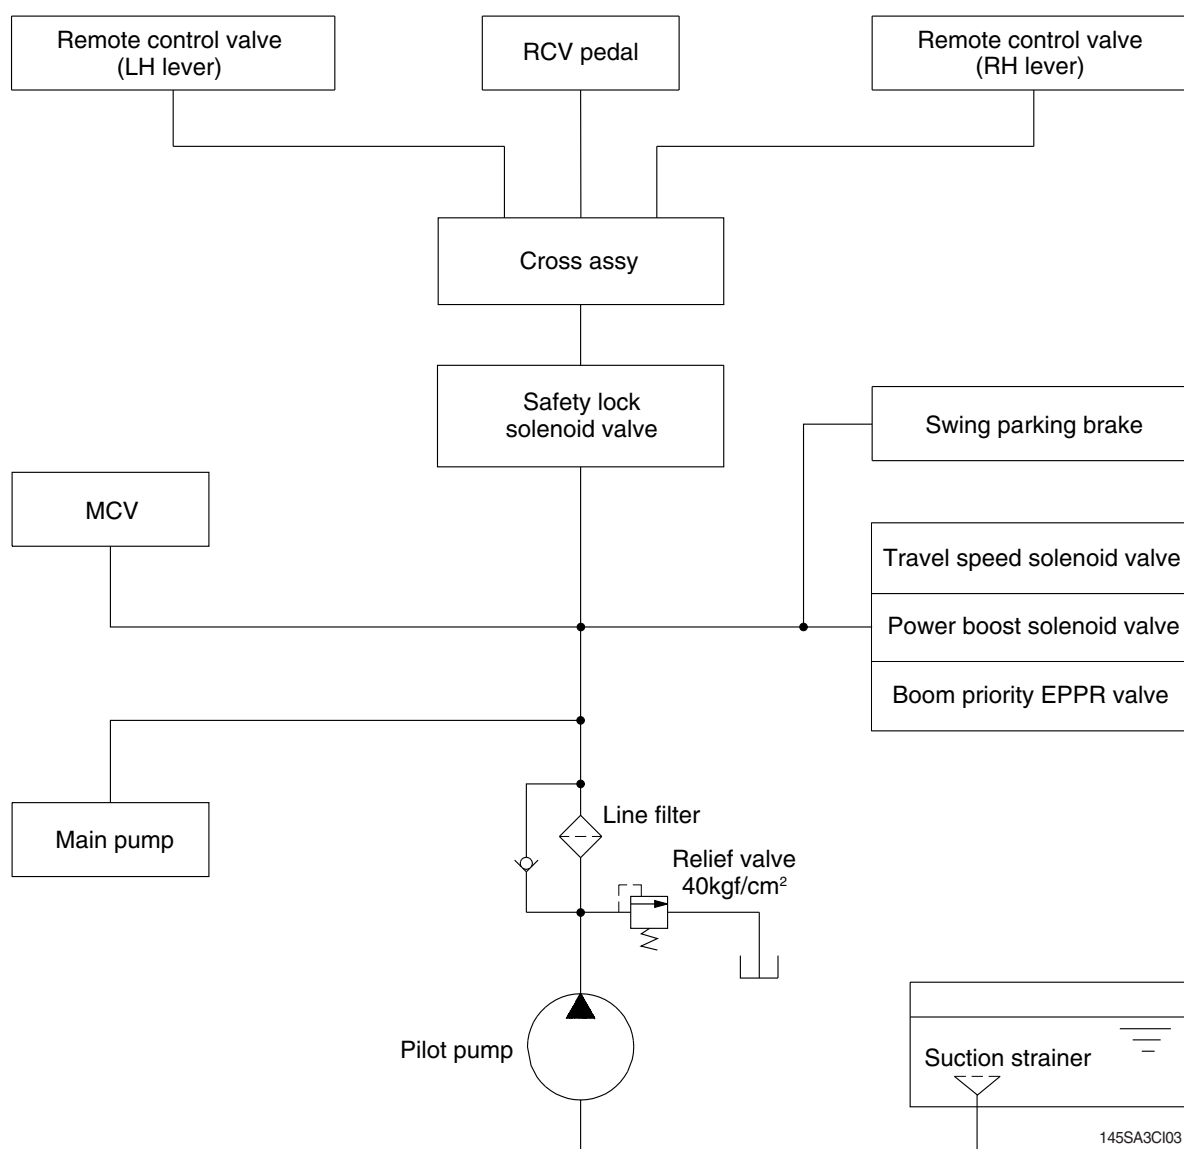 Remote control valve
(LH lever)
RCV pedal
Remote control valve
(RH lever)
Cross assy
Safety lock
solenoid valve
Swing parking brake
MCV
Travel speed solenoid valve
Power boost solenoid valve
Boom priority EPPR valve
Main pump
Line filter
Relief valve
40kgf/cm²
Pilot pump
Suction strainer
145SA3CI03